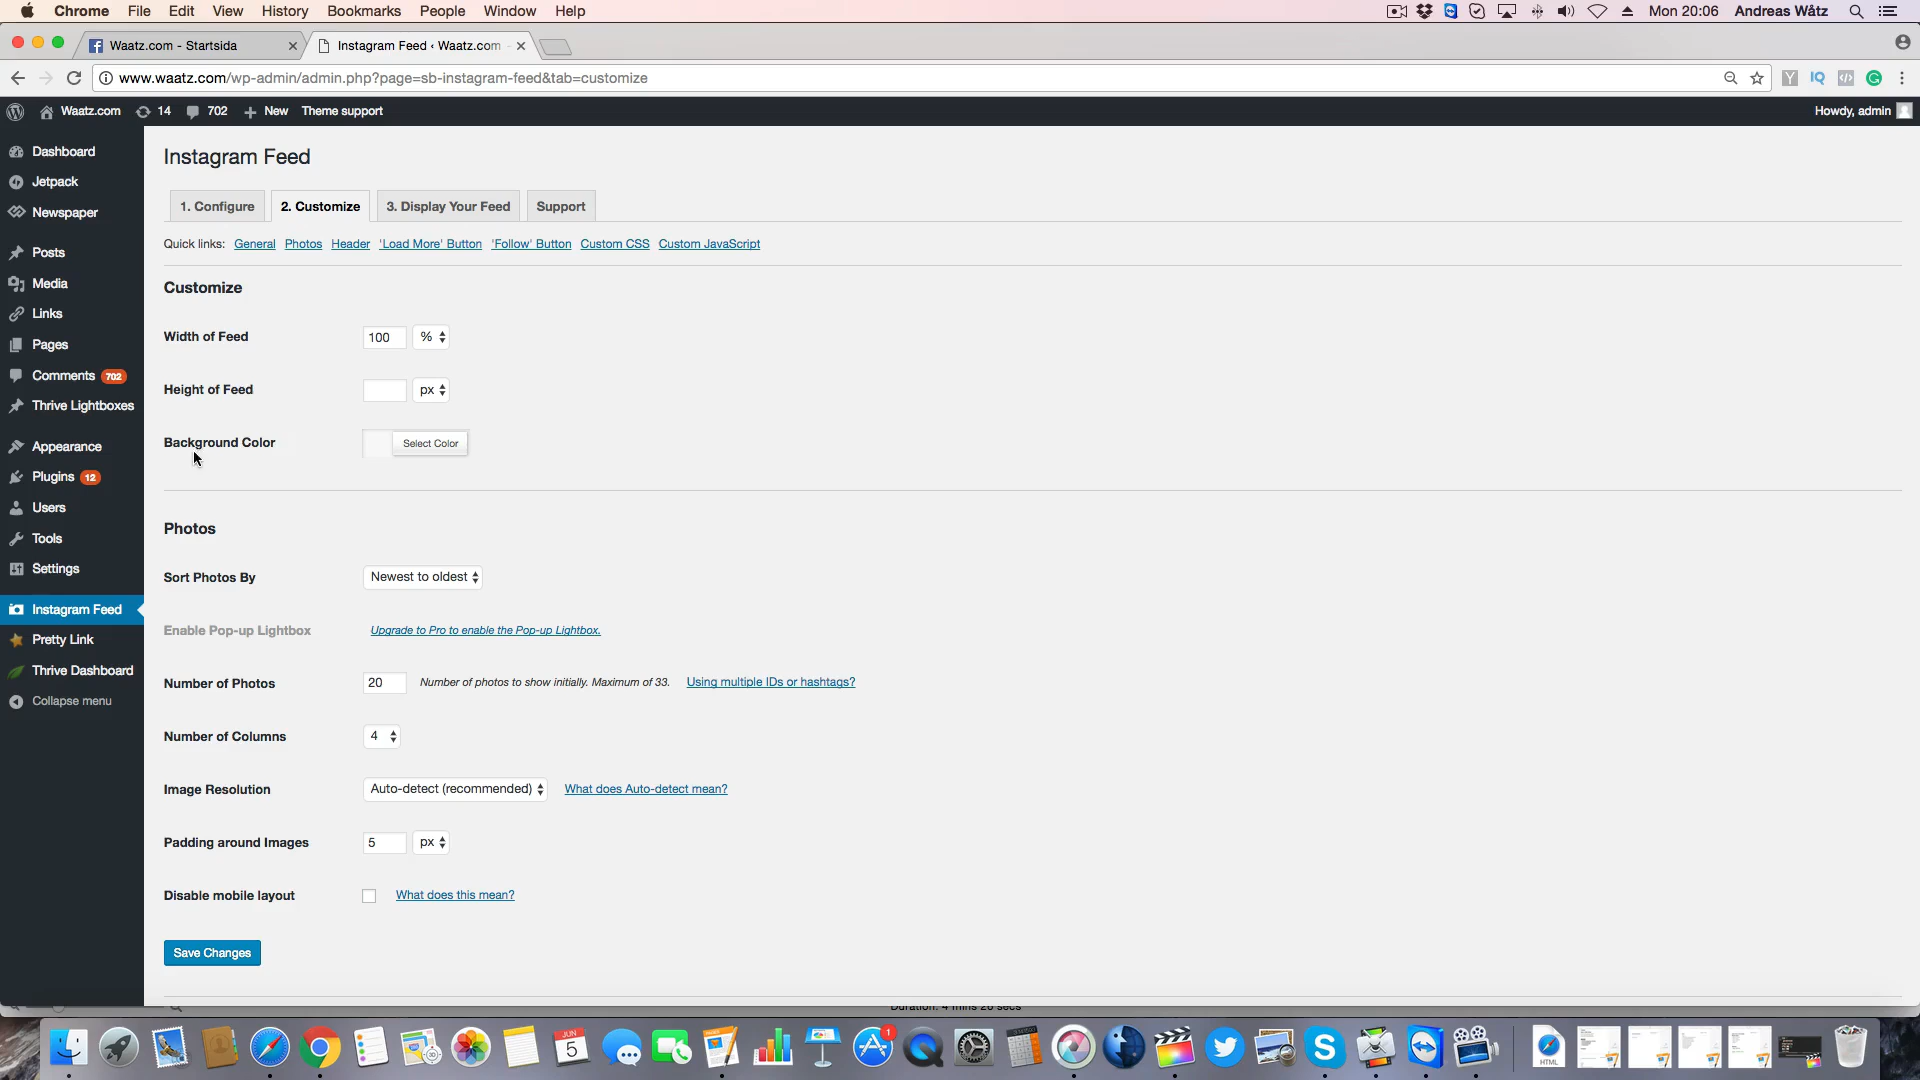 Chrome File Edit View History Bookmarks People Window Help Mon 20:06 Andreas Wåtz
Waatz.com - Startsida Instagram Feed ‹ Waatz.com
www.waatz.com/wp-admin/admin.php?page=sb-instagram-feed&tab=customize
Waatz.com 14 702 New Theme support Howdy, admin
Dashboard
Jetpack
Newspaper
Posts
Media
Links
Pages
Comments 702
Thrive Lightboxes
Appearance
Plugins 12
Users
Tools
Settings
Instagram Feed
Pretty Link
Thrive Dashboard
Collapse menu
Instagram Feed
1. Configure 2. Customize 3. Display Your Feed Support
Quick links: General Photos Header 'Load More' Button 'Follow' Button Custom CSS Custom JavaScript
Customize
Width of Feed 100 %
Height of Feed px
Background Color Select Color
Photos
Sort Photos By Newest to oldest
Enable Pop-up Lightbox Upgrade to Pro to enable the Pop-up Lightbox.
Number of Photos 20 Number of photos to show initially. Maximum of 33. Using multiple IDs or hashtags?
Number of Columns 4
Image Resolution Auto-detect (recommended) What does Auto-detect mean?
Padding around Images 5 px
Disable mobile layout What does this mean?
Save Changes
JUN
5
1
HTML